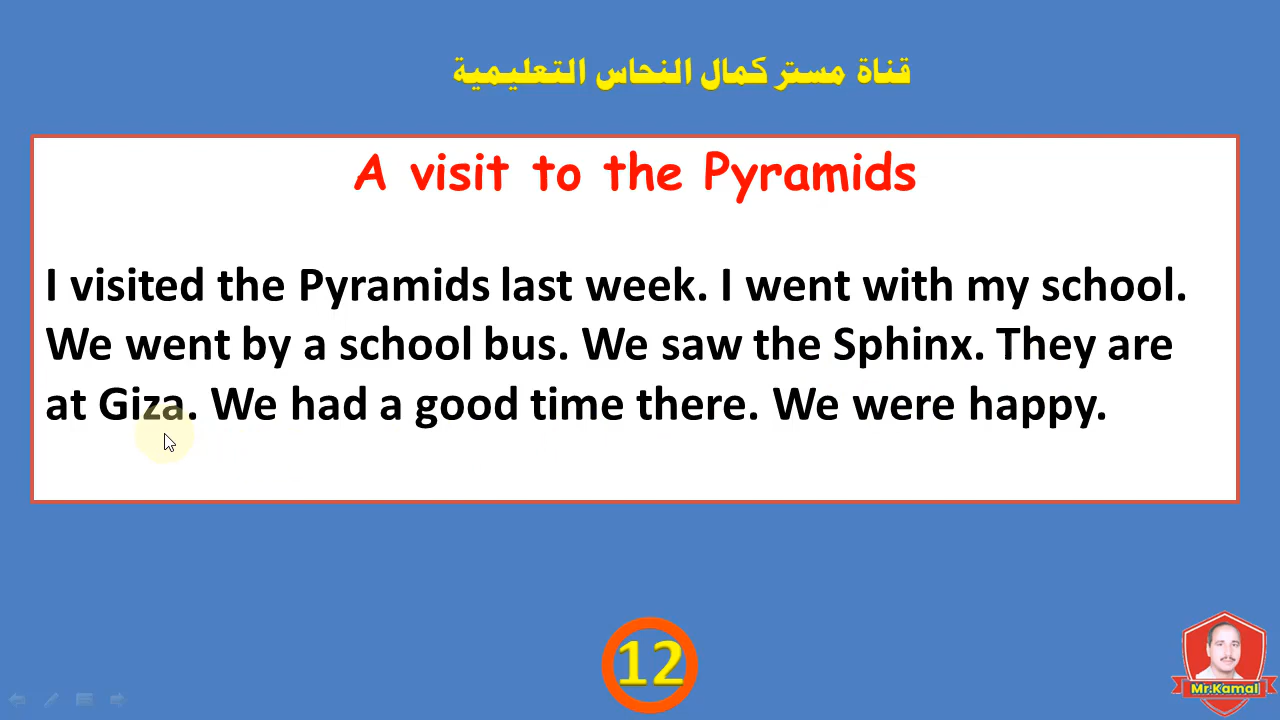 قناة مستر كمال النحاس التعليمية
A visit to the Pyramids
I visited the Pyramids last week. I went with my school.
We went by a school bus. We saw the Sphinx. They are
at Giza. We had a good time there. We were happy.
12
Mr.Kamal